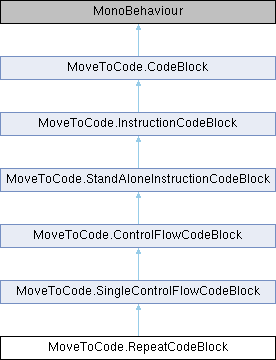 MonoBehaviour
MoveToCode.CodeBlock
MoveToCode.InstructionCodeBlock
MoveToCode.StandAloneInstructionCodeBlock
MoveToCode.ControlFlowCodeBlock
MoveToCode.SingleControlFlowCodeBlock
MoveToCode.RepeatCodeBlock